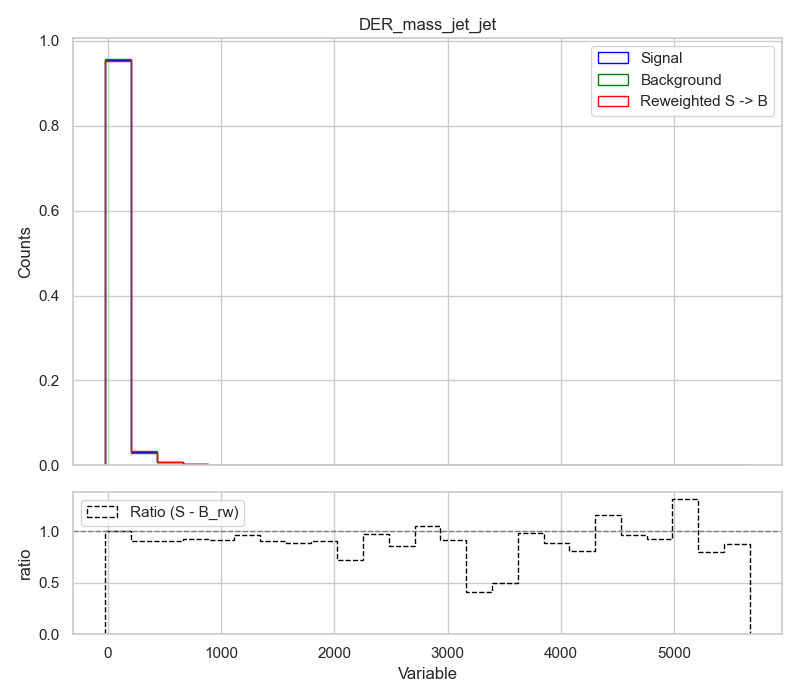 DER_mass_jet_jet
1.0
0.8
0.6
0.4
0.2
0.0
Counts
Signal
Background
Reweighted S -> B
1.0
0.5
0.0
ratio
Ratio (S - B_rw)
0 1000 2000 3000 4000 5000
Variable